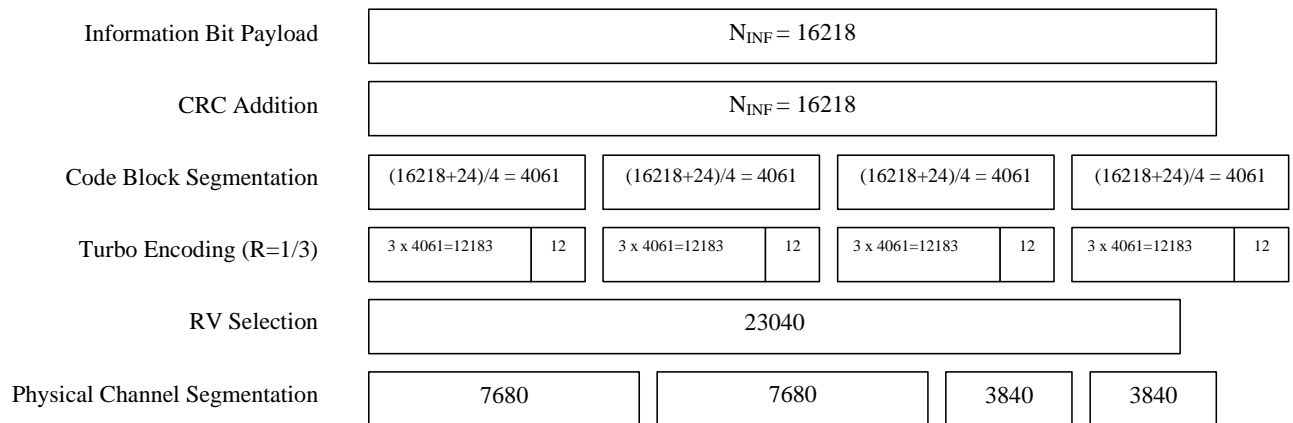 Information Bit Payload
N_INF = 16218
CRC Addition
N_INF = 16218
Code Block Segmentation
(16218+24)/4 = 4061
(16218+24)/4 = 4061
(16218+24)/4 = 4061
(16218+24)/4 = 4061
Turbo Encoding (R=1/3)
3 x 4061=12183
12
3 x 4061=12183
12
3 x 4061=12183
12
3 x 4061=12183
12
RV Selection
23040
Physical Channel Segmentation
7680
7680
3840
3840